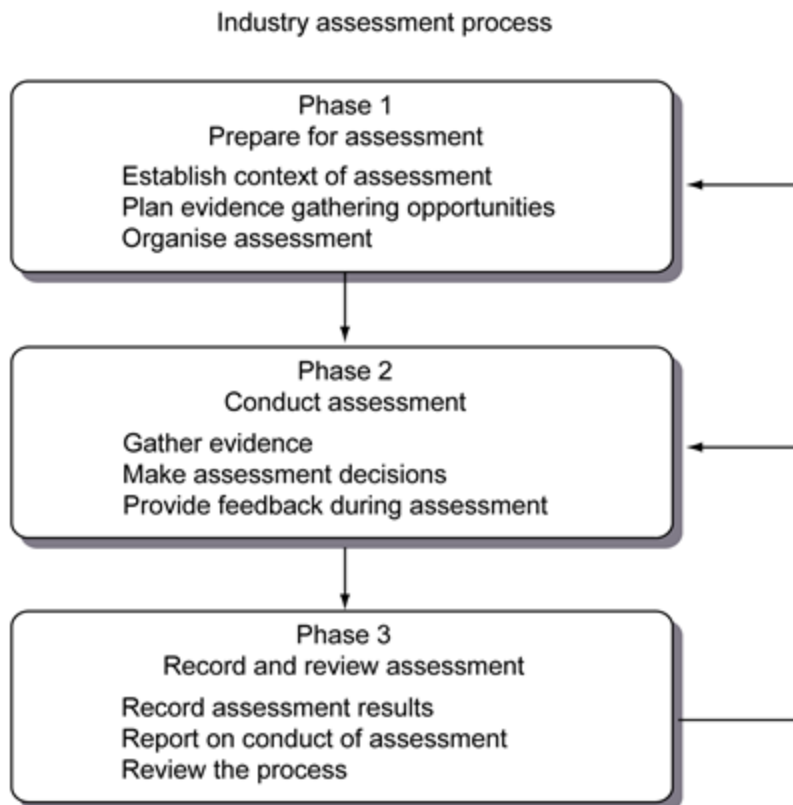 Industry assessment process
Phase 1
Prepare for assessment
Establish context of assessment
Plan evidence gathering opportunities
Organise assessment
Phase 2
Conduct assessment
Gather evidence
Make assessment decisions
Provide feedback during assessment
Phase 3
Record and review assessment
Record assessment results
Report on conduct of assessment
Review the process